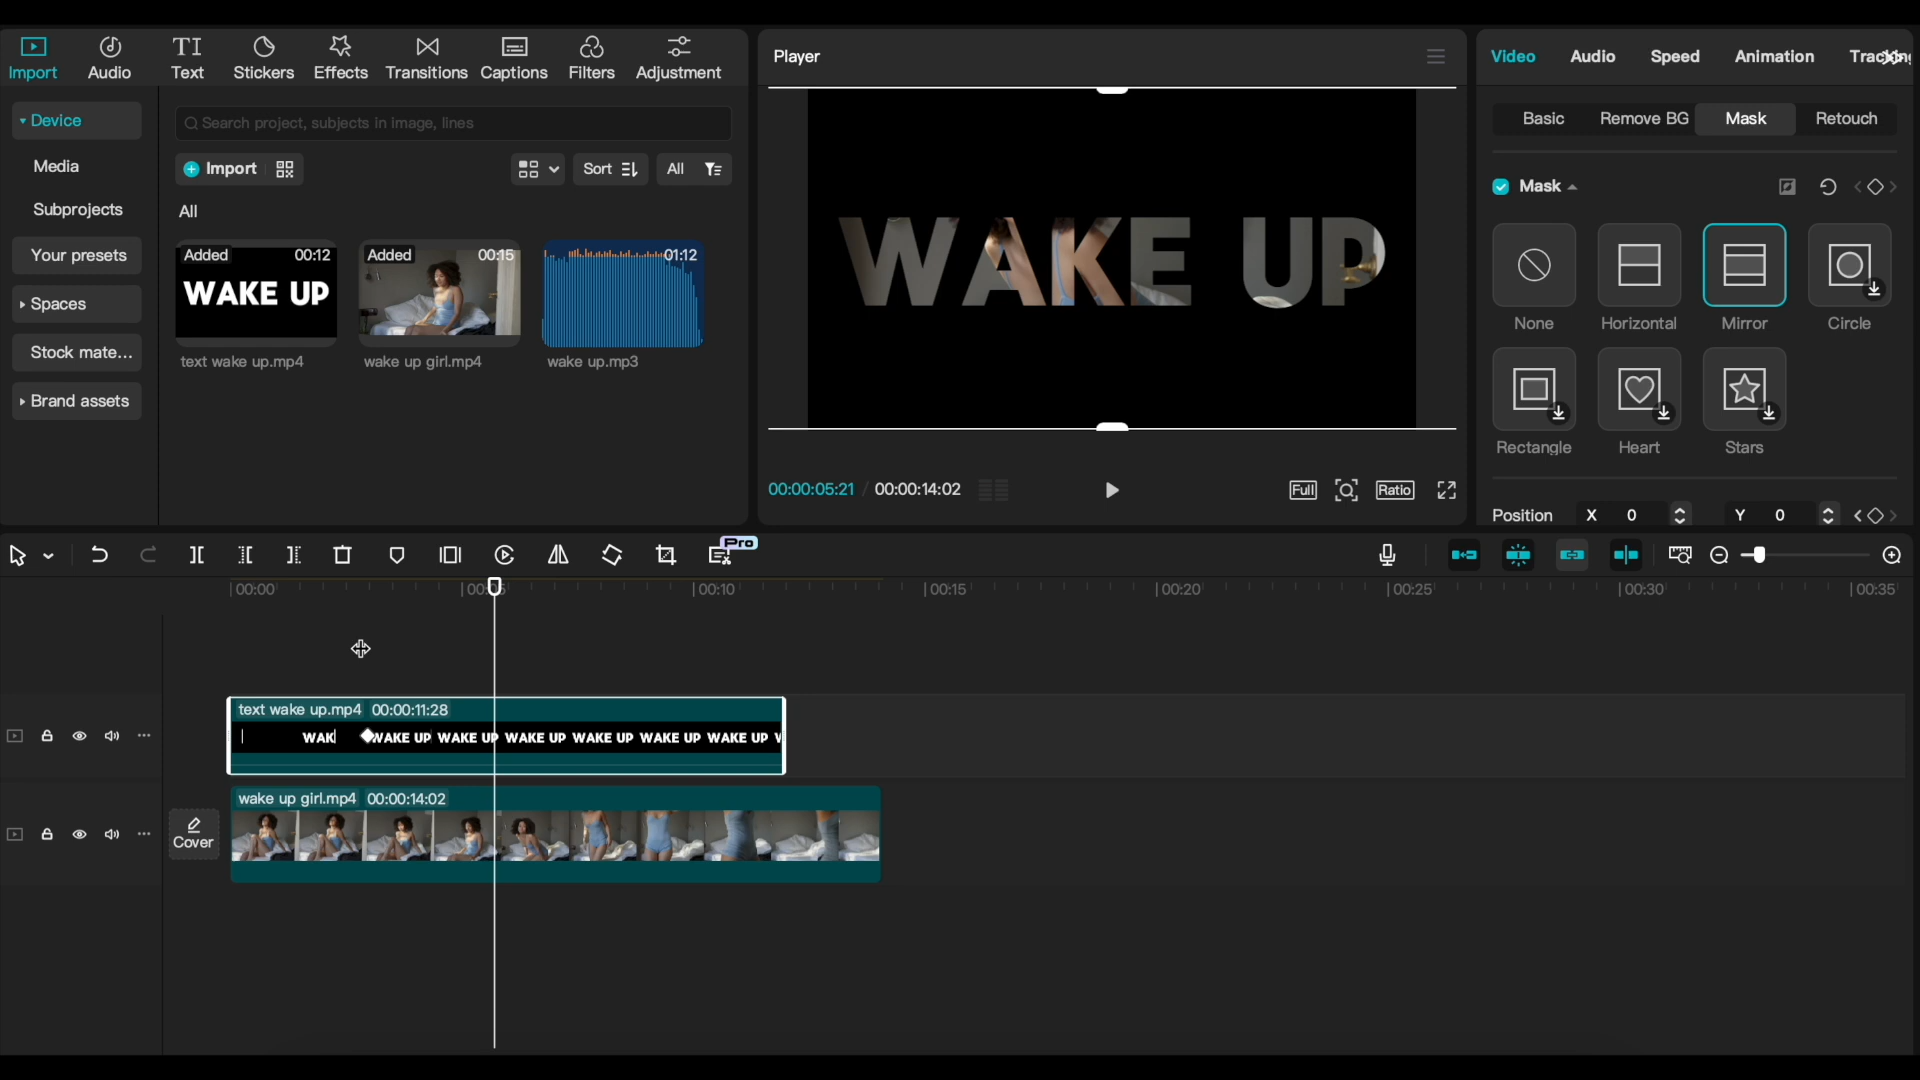 Import
Audio
Text
Stickers
Effects
Transitions
Captions
Filters
Adjustment
Device
Media
Subprojects
Your presets
Spaces
Stock mate...
Brand assets
Search project, subjects in image, lines
Import
Sort
All
All
Added 00:12
WAKE UP
text wake up.mp4
Added 00:15
wake up girl.mp4
01:12
wake up.mp3
Player
WAKE UP
00:00:05:21 / 00:00:14:02
Full
Ratio
Video
Audio
Speed
Animation
Basic
Remove BG
Mask
Retouch
Mask
None
Horizontal
Mirror
Circle
Rectangle
Heart
Stars
Position X 0 Y 0
Pro
00:00
00:05
00:10
00:15
00:20
00:25
00:30
00:35
text wake up.mp4 00:00:11:28
WAK WAKE UP WAKE UP WAKE UP WAKE UP WAKE UP WAKE UP
Cover
wake up girl.mp4 00:00:14:02